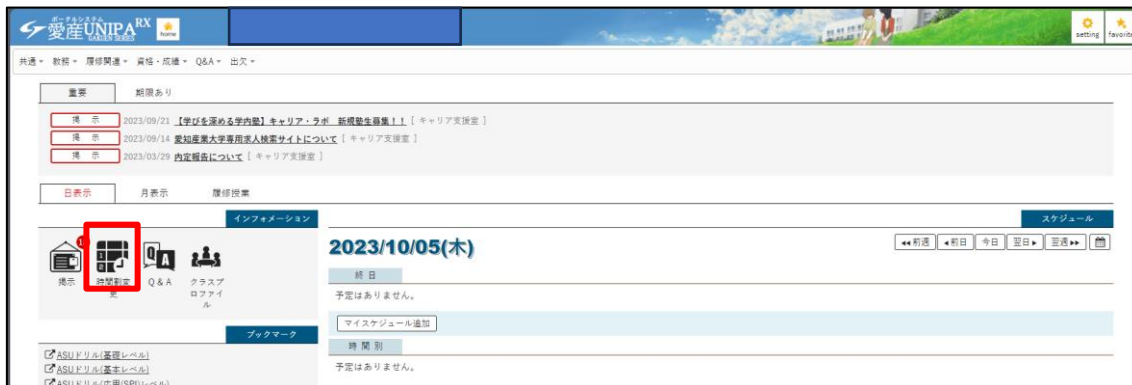 ポータルシステム
愛産UNIPA RX
GARDEN SERIES
home
setting
favorite
共通 教務 履修関連 資格・成績 Q&A 出欠
重要 期限あり
掲 示 2023/09/21 【学びを深める学内塾】キャリア・ラボ 新規塾生募集！！ [ キャリア支援室 ]
掲 示 2023/09/14 愛知産業大学専用求人検索サイトについて [ キャリア支援室 ]
掲 示 2023/03/29 内定報告について [ キャリア支援室 ]
日表示 月表示 履修授業
インフォメーション
掲示
時間割変更
Q & A
クラスプロファイル
ブックマーク
ASUドリル(基礎レベル)
ASUドリル(基本レベル)
ASUドリル(応用(SPI)レベル)
スケジュール
2023/10/05(木)
前週 前日 今日 翌日 翌週
終 日
予定はありません。
マイスケジュール追加
時 間 別
予定はありません。